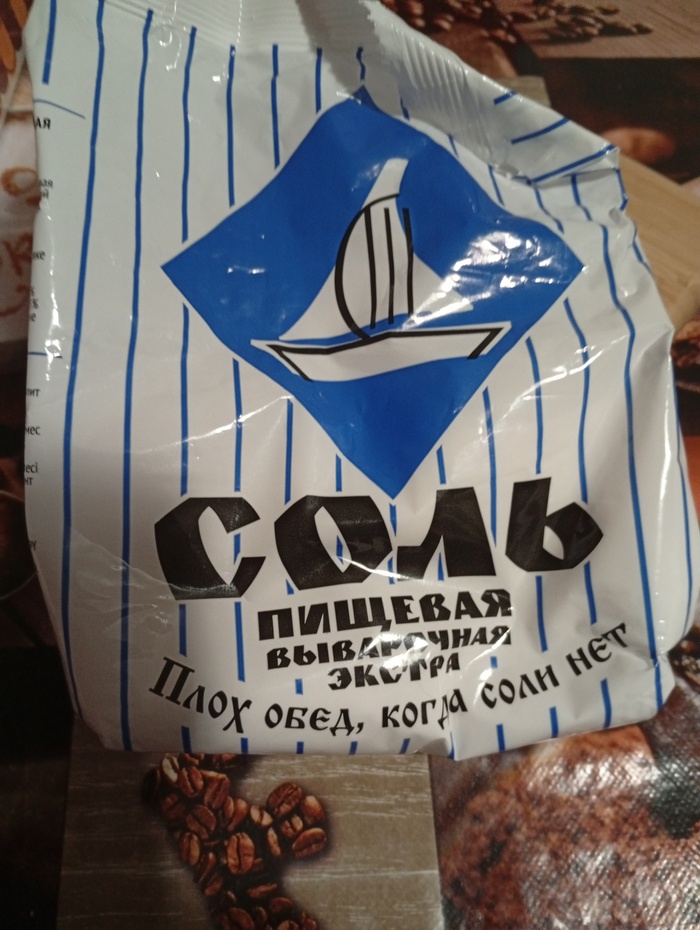 СОЛЬ
ПИЩЕВАЯ
ВЫВАРОЧНАЯ
ЭКСТРА
Плох обед, когда соли нет